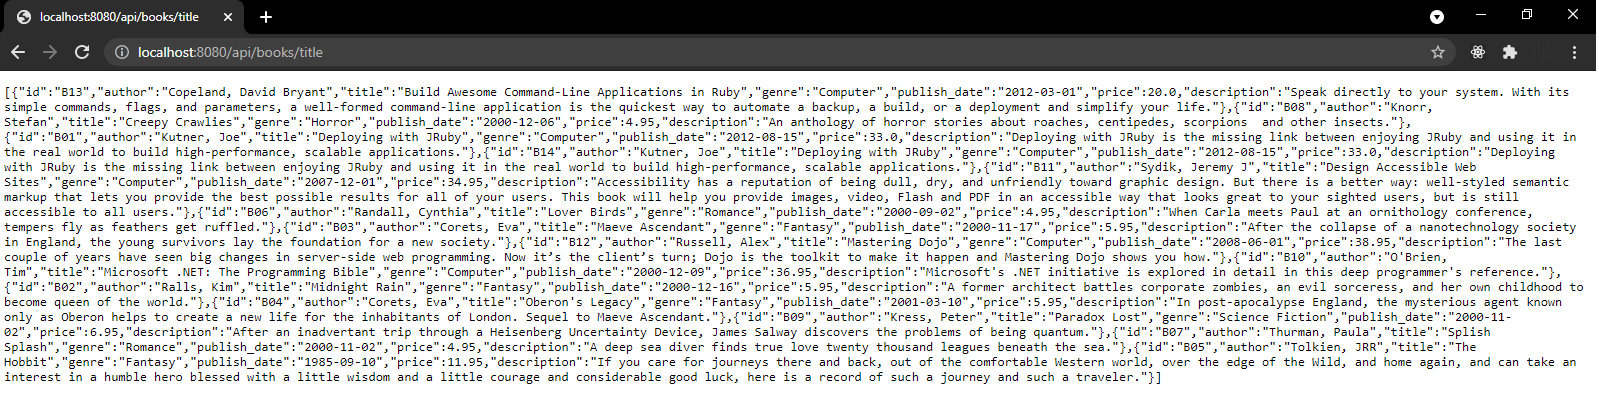 localhost:8080/api/books/title
localhost:8080/api/books/title
[{"id":"B13","author":"Copeland, David Bryant","title":"Build Awesome Command-Line Applications in Ruby","genre":"Computer","publish_date":"2012-03-01","price":20.0,"description":"Speak directly to your system. With its
simple commands, flags, and parameters, a well-formed command-line application is the quickest way to automate a backup, a build, or a deployment and simplify your life."},{"id":"B08","author":"Knorr,
Stefan","title":"Creepy Crawlies","genre":"Horror","publish_date":"2000-12-06","price":4.95,"description":"An anthology of horror stories about roaches, centipedes, scorpions  and other insects."},
{"id":"B01","author":"Kutner, Joe","title":"Deploying with JRuby","genre":"Computer","publish_date":"2012-08-15","price":33.0,"description":"Deploying with JRuby is the missing link between enjoying JRuby and using it in
the real world to build high-performance, scalable applications."},{"id":"B14","author":"Kutner, Joe","title":"Deploying with JRuby","genre":"Computer","publish_date":"2012-08-15","price":33.0,"description":"Deploying
with JRuby is the missing link between enjoying JRuby and using it in the real world to build high-performance, scalable applications."},{"id":"B11","author":"Sydik, Jeremy J","title":"Design Accessible Web
Sites","genre":"Computer","publish_date":"2007-12-01","price":34.95,"description":"Accessibility has a reputation of being dull, dry, and unfriendly toward graphic design. But there is a better way: well-styled semantic
markup that lets you provide the best possible results for all of your users. This book will help you provide images, video, Flash and PDF in an accessible way that looks great to your sighted users, but is still
accessible to all users."},{"id":"B06","author":"Randall, Cynthia","title":"Lover Birds","genre":"Romance","publish_date":"2000-09-02","price":4.95,"description":"When Carla meets Paul at an ornithology conference,
tempers fly as feathers get ruffled."},{"id":"B03","author":"Corets, Eva","title":"Maeve Ascendant","genre":"Fantasy","publish_date":"2000-11-17","price":5.95,"description":"After the collapse of a nanotechnology society
in England, the young survivors lay the foundation for a new society."},{"id":"B12","author":"Russell, Alex","title":"Mastering Dojo","genre":"Computer","publish_date":"2008-06-01","price":38.95,"description":"The last
couple of years have seen big changes in server-side web programming. Now it’s the client’s turn; Dojo is the toolkit to make it happen and Mastering Dojo shows you how."},{"id":"B10","author":"O'Brien,
Tim","title":"Microsoft .NET: The Programming Bible","genre":"Computer","publish_date":"2000-12-09","price":36.95,"description":"Microsoft's .NET initiative is explored in detail in this deep programmer's reference."},
{"id":"B02","author":"Ralls, Kim","title":"Midnight Rain","genre":"Fantasy","publish_date":"2000-12-16","price":5.95,"description":"A former architect battles corporate zombies, an evil sorceress, and her own childhood to
become queen of the world."},{"id":"B04","author":"Corets, Eva","title":"Oberon's Legacy","genre":"Fantasy","publish_date":"2001-03-10","price":5.95,"description":"In post-apocalypse England, the mysterious agent known
only as Oberon helps to create a new life for the inhabitants of London. Sequel to Maeve Ascendant."},{"id":"B09","author":"Kress, Peter","title":"Paradox Lost","genre":"Science Fiction","publish_date":"2000-11-
02","price":6.95,"description":"After an inadvertant trip through a Heisenberg Uncertainty Device, James Salway discovers the problems of being quantum."},{"id":"B07","author":"Thurman, Paula","title":"Splish
Splash","genre":"Romance","publish_date":"2000-11-02","price":4.95,"description":"A deep sea diver finds true love twenty thousand leagues beneath the sea."},{"id":"B05","author":"Tolkien, JRR","title":"The
Hobbit","genre":"Fantasy","publish_date":"1985-09-10","price":11.95,"description":"If you care for journeys there and back, out of the comfortable Western world, over the edge of the Wild, and home again, and can take an
interest in a humble hero blessed with a little wisdom and a little courage and considerable good luck, here is a record of such a journey and such a traveler."}]